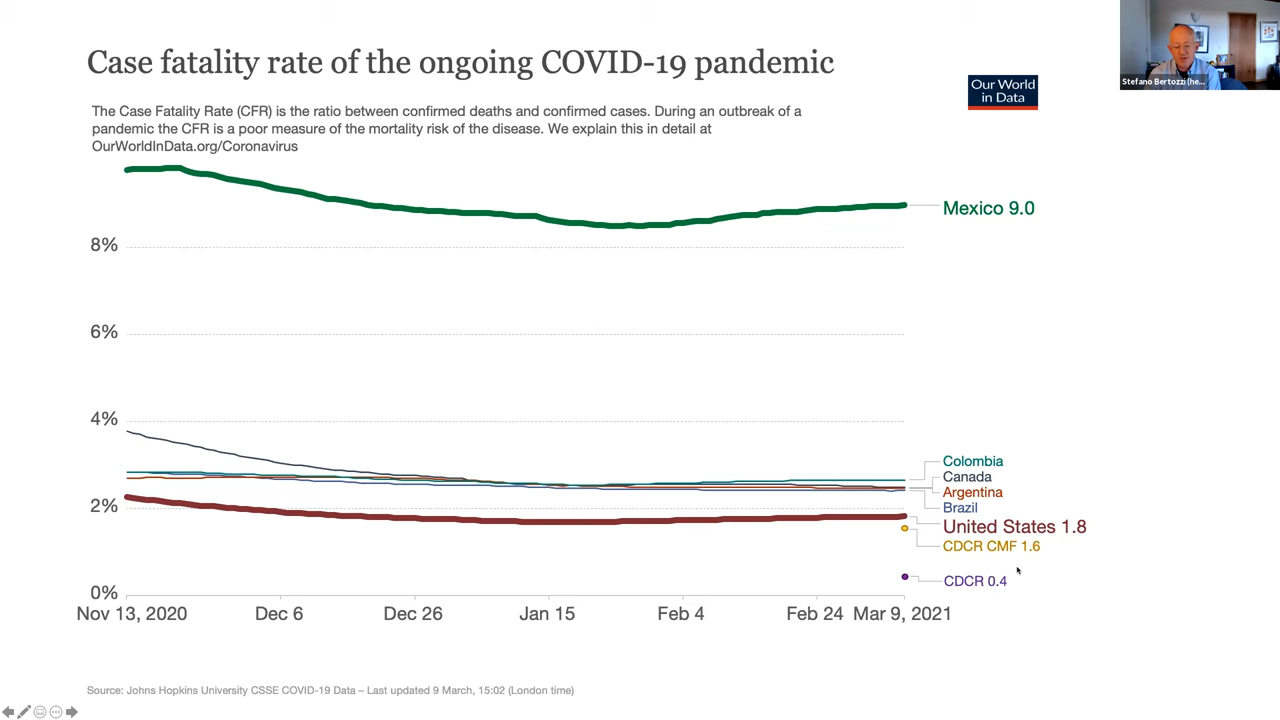 Case fatality rate of the ongoing COVID-19 pandemic
Our World
in Data
Stefano Bertozzi (he...
The Case Fatality Rate (CFR) is the ratio between confirmed deaths and confirmed cases. During an outbreak of a
pandemic the CFR is a poor measure of the mortality risk of the disease. We explain this in detail at
OurWorldInData.org/Coronavirus
Mexico 9.0
8%
6%
4%
2%
0%
Colombia
Canada
Argentina
Brazil
United States 1.8
CDCR CMF 1.6
CDCR 0.4
Nov 13, 2020
Dec 6
Dec 26
Jan 15
Feb 4
Feb 24
Mar 9, 2021
Source: Johns Hopkins University CSSE COVID-19 Data – Last updated 9 March, 15:02 (London time)